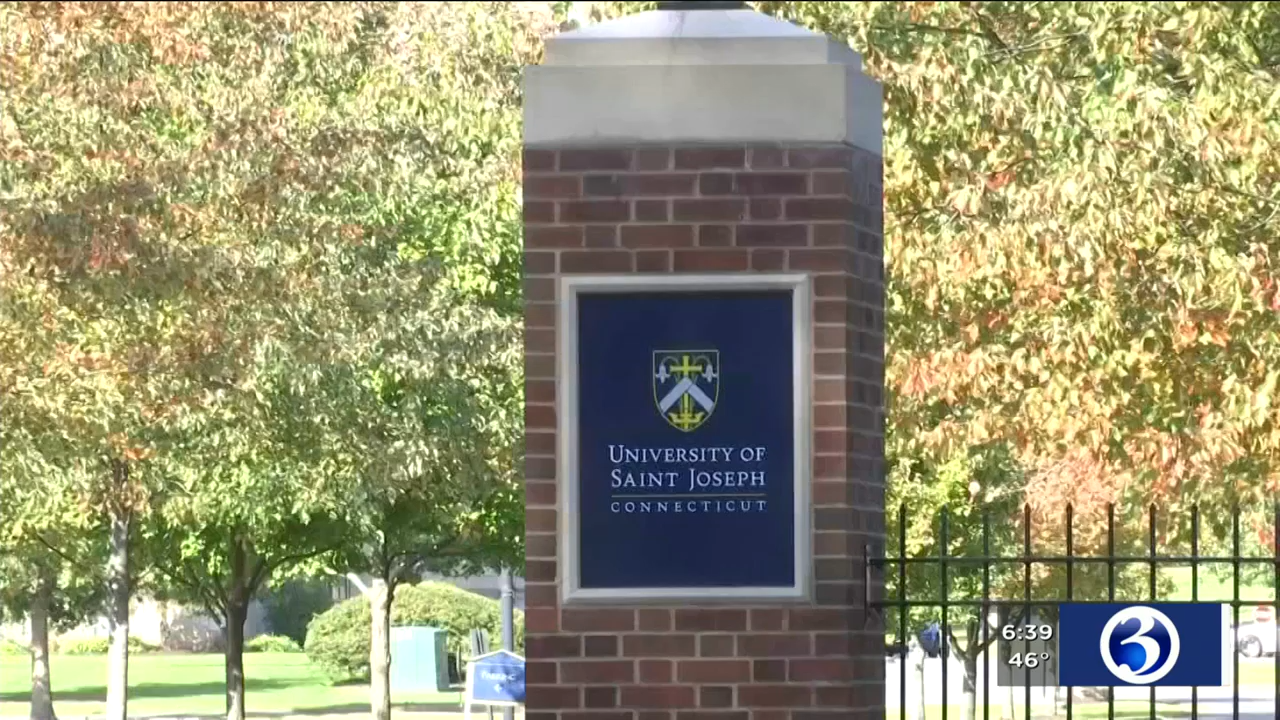 UNIVERSITY OF
SAINT JOSEPH
CONNECTICUT
6:39
46°
3